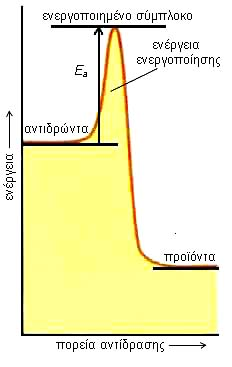 ενεργοποιημένο σύμπλοκο
Ea
ενέργεια
ενεργοποίησης
αντιδρώντα
ενέργεια
προϊόντα
πορεία αντίδρασης